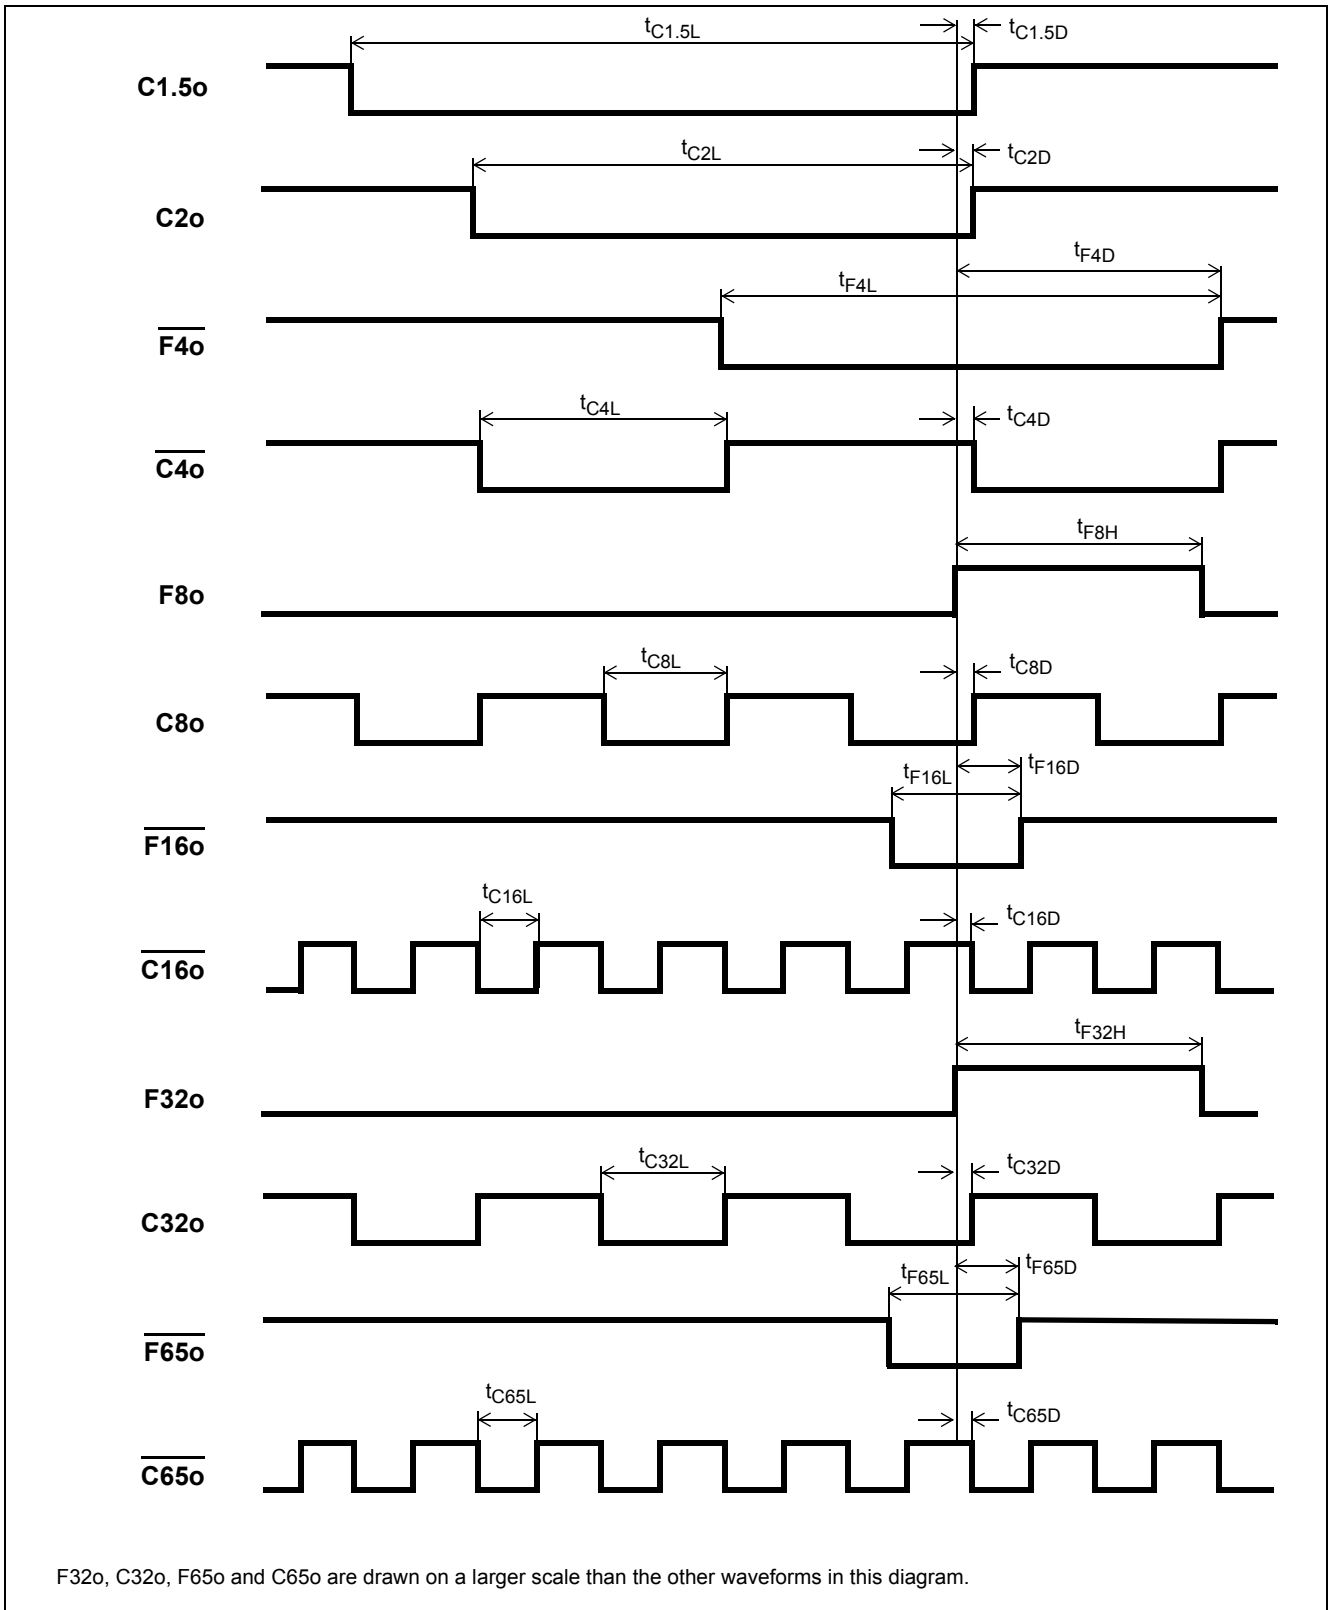 tC1.5L tC1.5D
C1.5o
tC2L tC2D
C2o
tF4D
tF4L
F4o
tC4L tC4D
C4o
tF8H
F8o
tC8L tC8D
C8o
tF16L tF16D
F16o
tC16L tC16D
C16o
tF32H
F32o
tC32L tC32D
C32o
tF65L tF65D
F65o
tC65L tC65D
C65o
F32o, C32o, F65o and C65o are drawn on a larger scale than the other waveforms in this diagram.